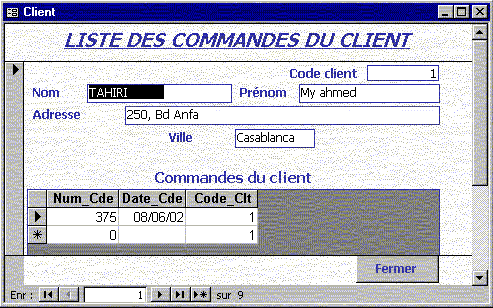 Client
LISTE DES COMMANDES DU CLIENT
Code client 1
Nom TAHIRI Prénom My ahmed
Adresse 250, Bd Anfa
Ville Casablanca
Commandes du client
Num_Cde Date_Cde Code_Clt
375 08/06/02 1
0 1
Fermer
Enr : 1 sur 9